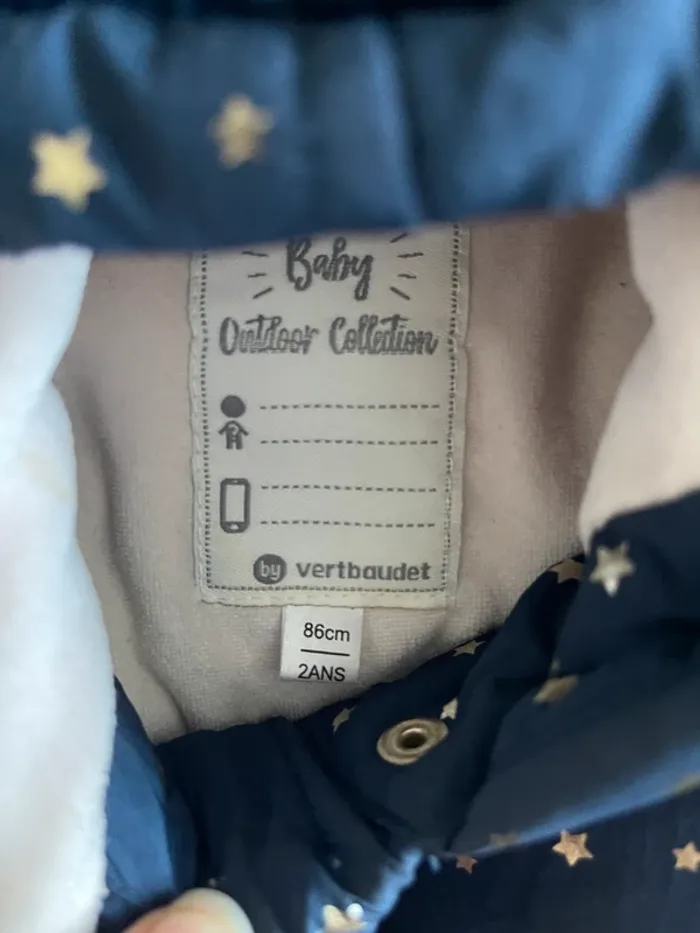 Baby
Outdoor Collection
by vertbaudet
86cm
2ANS